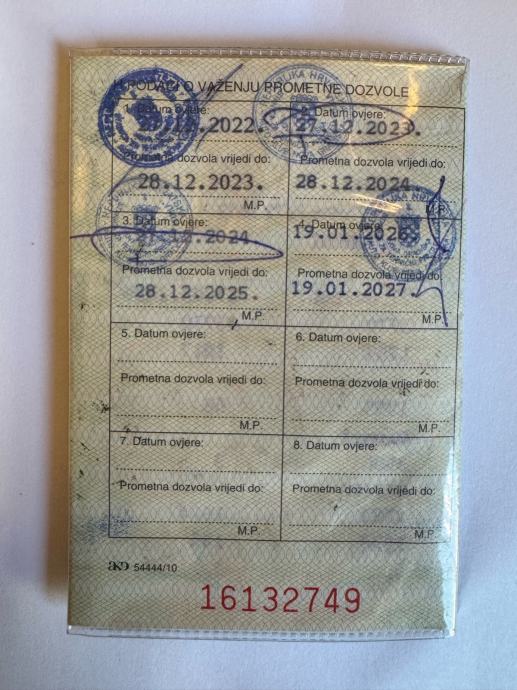 PODACI O VAŽENJU PROMETNE DOZVOLE
1. Datum ovjere:
.12.2022.
Prometna dozvola vrijedi do:
28.12.2023.
M.P.
2. Datum ovjere:
27.12.2023.
Prometna dozvola vrijedi do:
28.12.2024.
M.P.
3. Datum ovjere:
.12.2024.
Prometna dozvola vrijedi do:
28.12.2025.
M.P.
4. Datum ovjere:
19.01.2026.
Prometna dozvola vrijedi do:
19.01.2027.
M.P.
5. Datum ovjere:
Prometna dozvola vrijedi do:
M.P.
6. Datum ovjere:
Prometna dozvola vrijedi do:
M.P.
7. Datum ovjere:
Prometna dozvola vrijedi do:
M.P.
8. Datum ovjere:
Prometna dozvola vrijedi do:
M.P.
AKD 54444/10
16132749